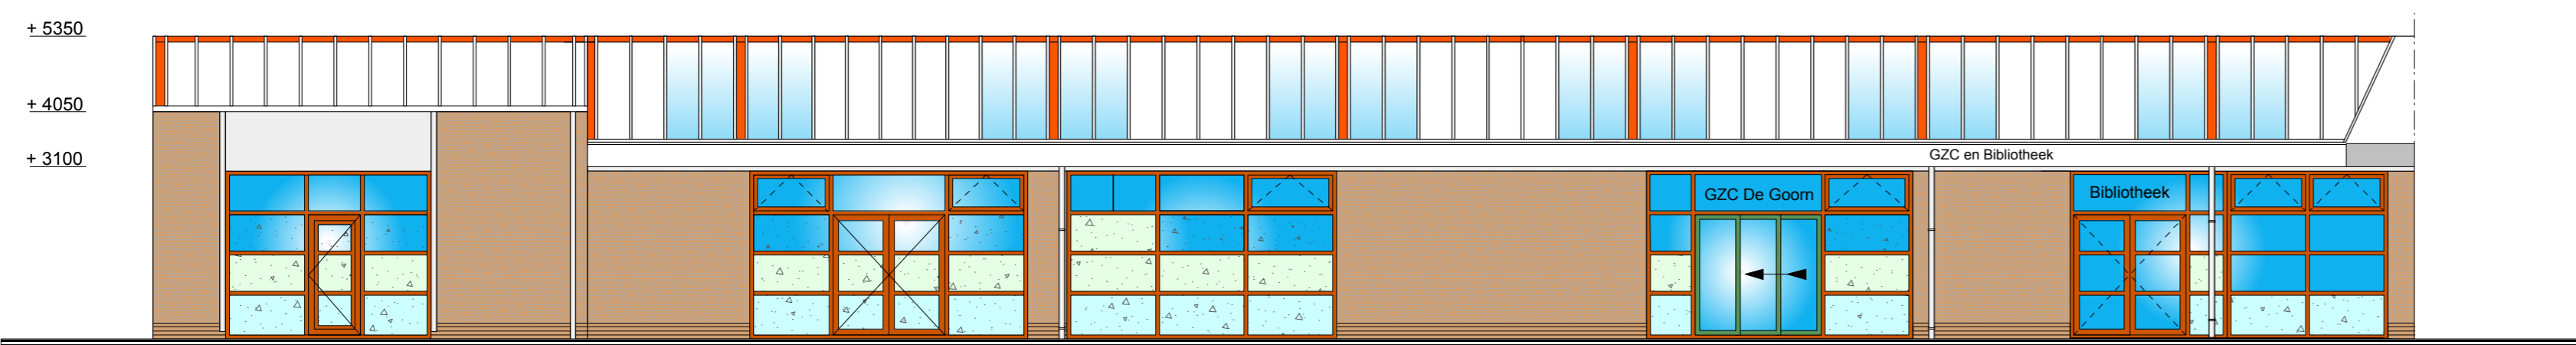 + 5350
+ 4050
+ 3100
GZC en Bibliotheek
GZC De Goorn
Bibliotheek